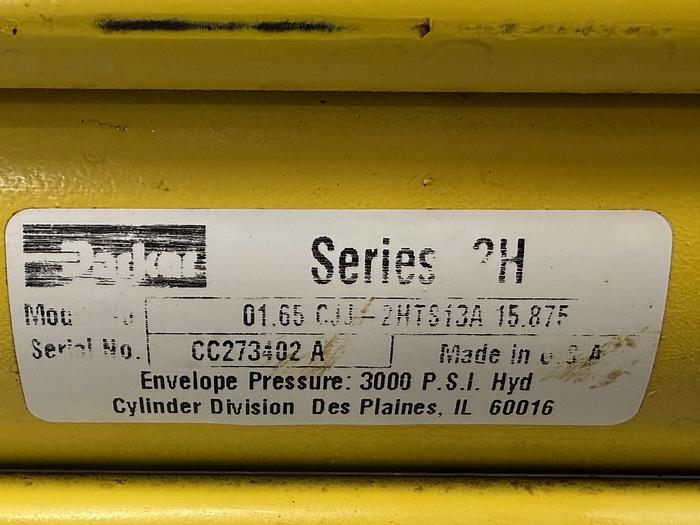 Parker
Series 2H
01.65 CJJ-2HTS13A 15.875
Serial No. CC273402 A Made in U.S.A
Envelope Pressure: 3000 P.S.I. Hyd
Cylinder Division Des Plaines, IL 60016